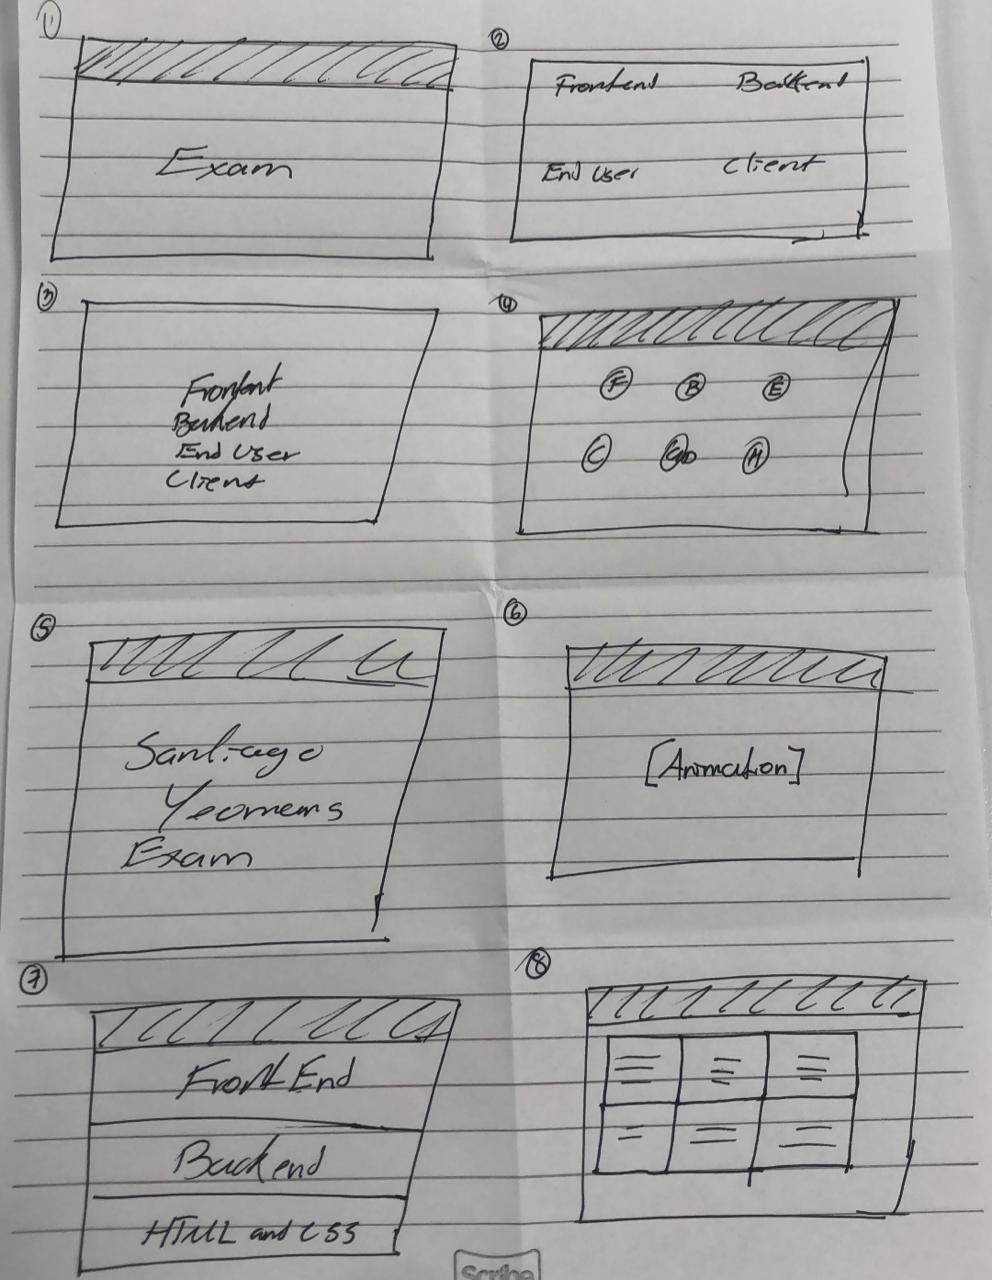 1
Exam
2
Frontend Backend
End User Client
3
Frontent
Backend
End User
Client
4
F B E
C H
5
Santiago
Yeomans
Exam
6
[Animation]
7
Front End
Backend
HTML and CSS
8
Scribe